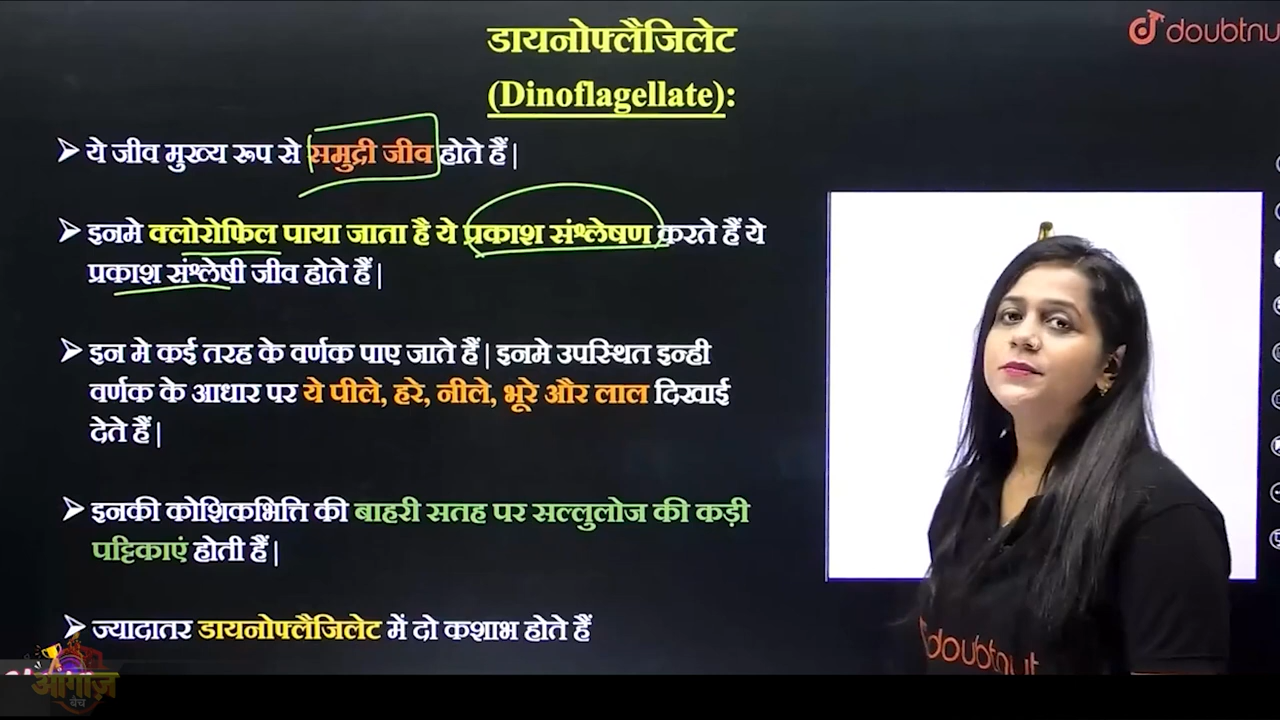 डायनोफ्लैजिलेट
doubtnu
(Dinoflagellate):
➤ ये जीव मुख्य रूप से समुद्री जीव होते हैं|
➤ इनमे क्लोरोफिल पाया जाता है ये प्रकाश संश्लेषण करते हैं ये
प्रकाश संश्लेषी जीव होते हैं|
➤ इन मे कई तरह के वर्णक पाए जाते हैं| इनमे उपस्थित इन्ही
वर्णक के आधार पर ये पीले, हरे, नीले, भूरे और लाल दिखाई
देते हैं|
➤ इनकी कोशिकभित्ति की बाहरी सतह पर सल्लुलोज की कड़ी
पट्टिकाएं होती हैं|
➤ ज्यादातर डायनोफ्लैजिलेट में दो कशाभ होते हैं
doubtnut
आगाज़
बैच